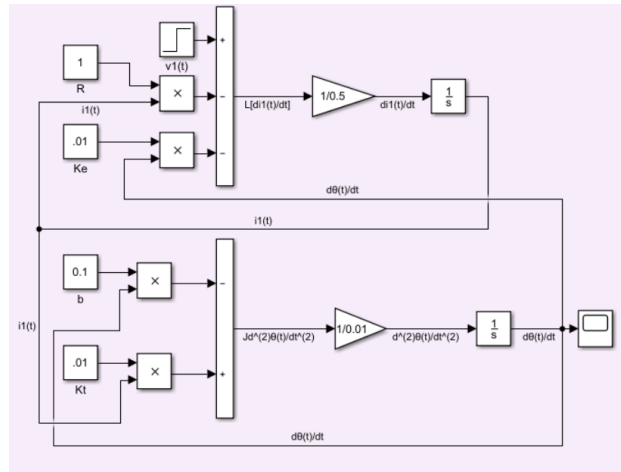 v1(t)
+
1
R
×
−
i1(t)
L[di1(t)/dt]
1/0.5
di1(t)/dt
1
s
.01
Ke
×
−
dθ(t)/dt
i1(t)
0.1
b
×
−
i1(t)
Jd^(2)θ(t)/dt^(2)
1/0.01
d^(2)θ(t)/dt^(2)
1
s
dθ(t)/dt
.01
Kt
×
+
dθ(t)/dt